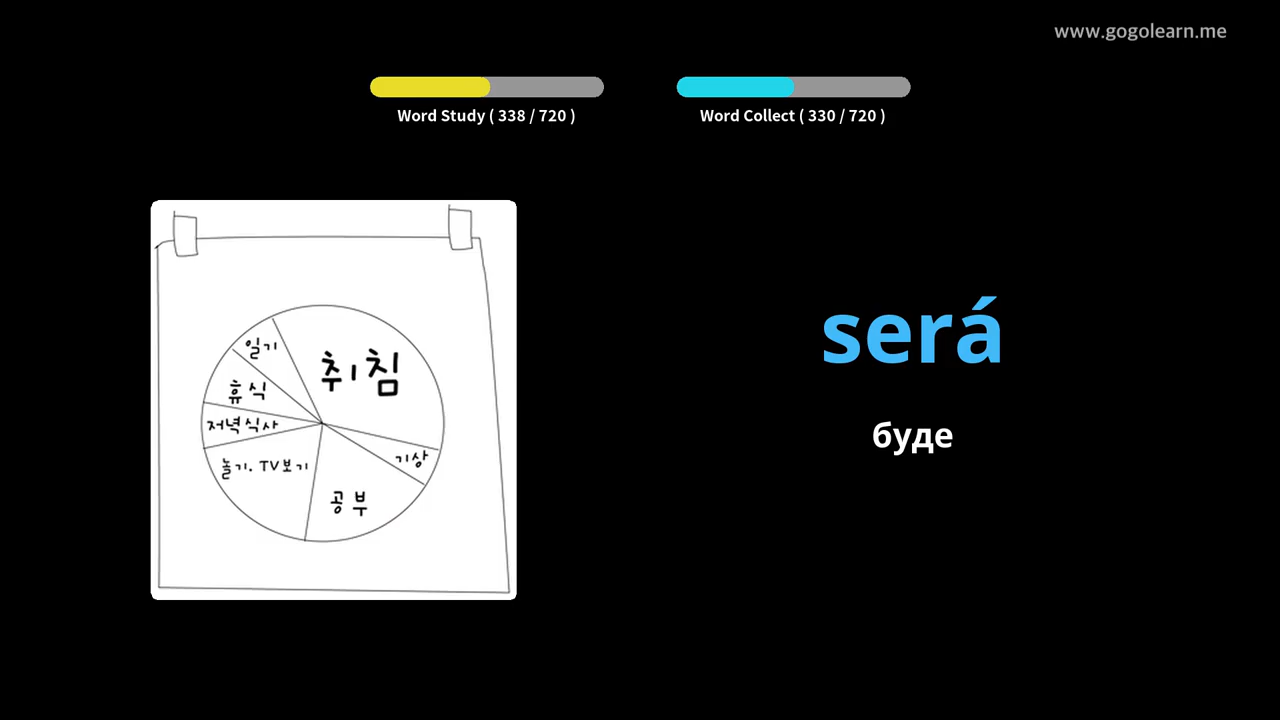 www.gogolearn.me
Word Study ( 338 / 720 )
Word Collect ( 330 / 720 )
일기
취침
휴식
저녁식사
놀기. TV보기
기상
공부
será
буде